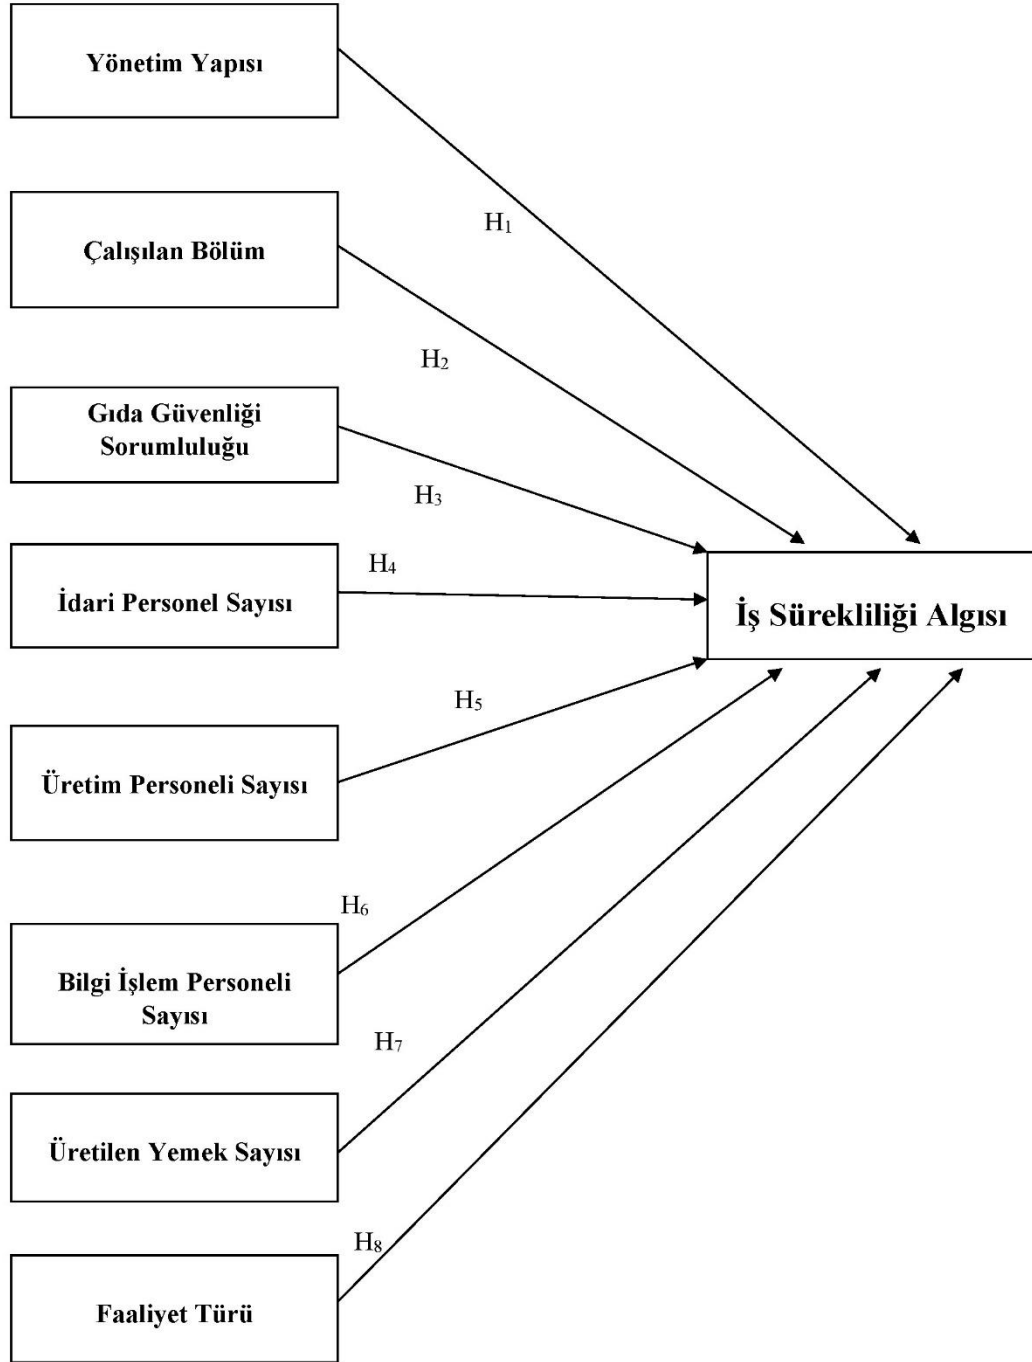 Yönetim Yapısı
H₁
Çalışılan Bölüm
H₂
Gıda Güvenliği
Sorumluluğu
H₃
İdari Personel Sayısı
H₄
İş Sürekliliği Algısı
Üretim Personeli Sayısı
H₅
Bilgi İşlem Personeli
Sayısı
H₆
Üretilen Yemek Sayısı
H₇
Faaliyet Türü
H₈